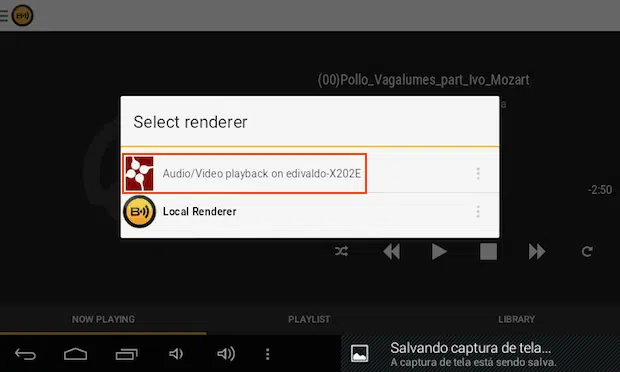 (00)Pollo_Vagalumes_part_Ivo_Mozart
Select renderer
Audio/Video playback on edivaldo-X202E
-2:50
Local Renderer
NOW PLAYING
PLAYLIST
LIBRARY
Salvando captura de tela...
A captura de tela está sendo salva.